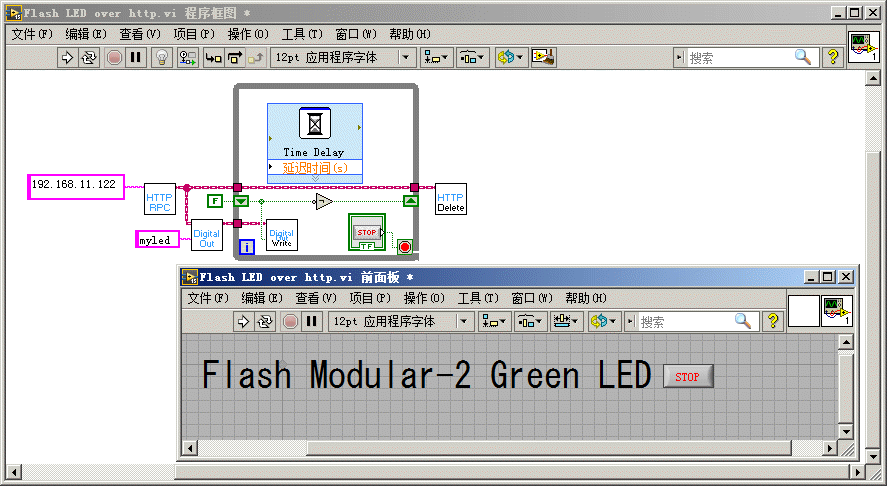 Flash LED over http.vi 程序框图 *
文件(F) 编辑(E) 查看(V) 项目(P) 操作(O) 工具(T) 窗口(W) 帮助(H)
12pt 应用程序字体 搜索
1
Time Delay
延迟时间(s)
192.168.11.122
HTTP RPC
F
HTTP Delete
myled
Digital Out
Digital Out Write
STOP
TF
i
Flash LED over http.vi 前面板 *
文件(F) 编辑(E) 查看(V) 项目(P) 操作(O) 工具(T) 窗口(W) 帮助(H)
12pt 应用程序字体 搜索
1
Flash Modular-2 Green LED STOP